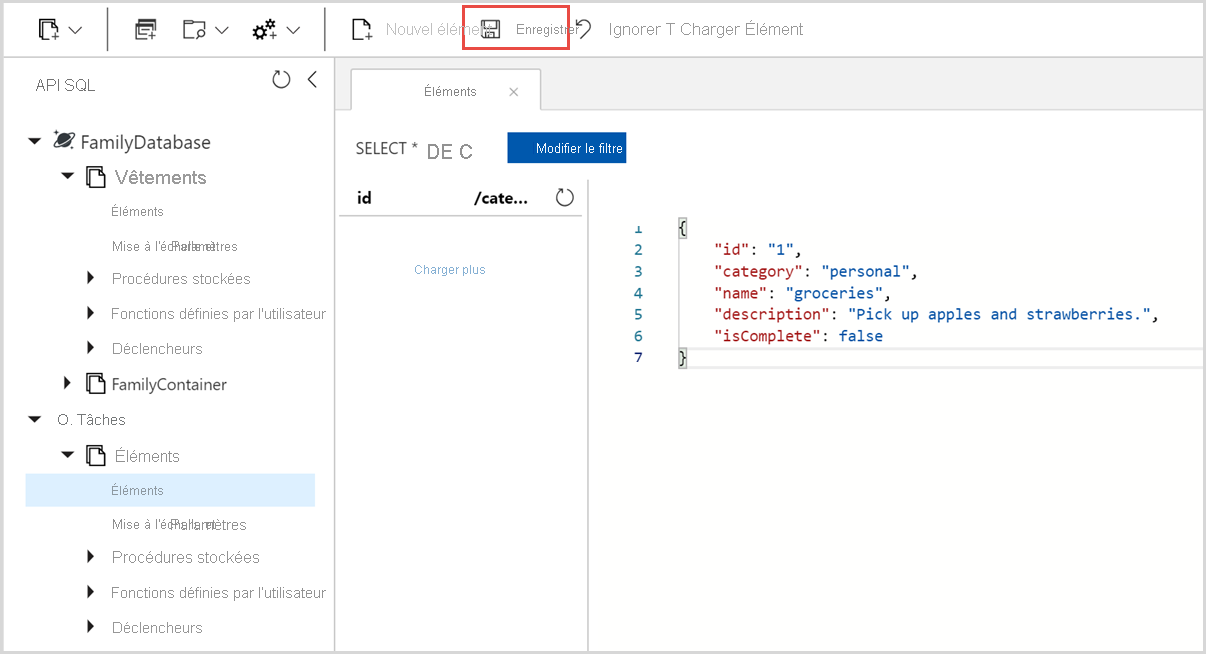 Nouvel élément Enregistrer Ignorer T Charger Élément
API SQL
Éléments
SELECT * DE C Modifier le filtre
id /cate...
Charger plus
FamilyDatabase
Vêtements
Éléments
Mise à l'échelle et Paramètres
Procédures stockées
Fonctions définies par l'utilisateur
Déclencheurs
FamilyContainer
O. Tâches
Éléments
Éléments
Mise à l'échelle et Paramètres
Procédures stockées
Fonctions définies par l'utilisateur
Déclencheurs
1 {
2 "id": "1",
3 "category": "personal",
4 "name": "groceries",
5 "description": "Pick up apples and strawberries.",
6 "isComplete": false
7 }